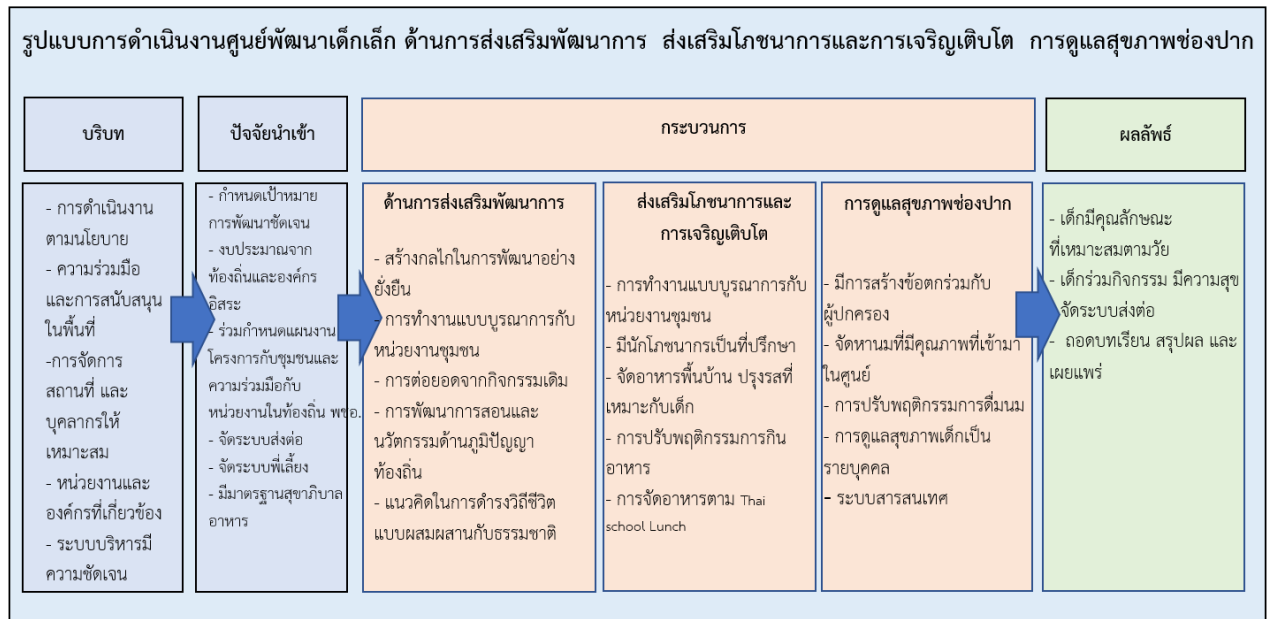 รูปแบบการดำเนินงานศูนย์พัฒนาเด็กเล็ก ด้านการส่งเสริมพัฒนาการ ส่งเสริมโภชนาการและการเจริญเติบโต การดูแลสุขภาพช่องปาก
บริบท
ปัจจัยนำเข้า
กระบวนการ
ผลลัพธ์
- การดำเนินงาน
ตามนโยบาย
- ความร่วมมือ
และการสนับสนุน
ในพื้นที่
-การจัดการ
สถานที่ และ
บุคลากรให้
เหมาะสม
- หน่วยงานและ
องค์กรที่เกี่ยวข้อง
- ระบบบริหารมี
ความชัดเจน
- กำหนดเป้าหมาย
การพัฒนาชัดเจน
- งบประมาณจาก
ท้องถิ่นและองค์กร
อิสระ
- ร่วมกำหนดแผนงาน
โครงการกับชุมชนและ
ความร่วมมือกับ
หน่วยงานในท้องถิ่น พชอ.
- จัดระบบส่งต่อ
- จัดระบบพี่เลี้ยง
- มีมาตรฐานสุขาภิบาล
อาหาร
ด้านการส่งเสริมพัฒนาการ
- สร้างกลไกในการพัฒนาอย่าง
ยั่งยืน
- การทำงานแบบบูรณาการกับ
หน่วยงานชุมชน
- การต่อยอดจากกิจกรรมเดิม
- การพัฒนาการสอนและ
นวัตกรรมด้านภูมิปัญญา
ท้องถิ่น
- แนวคิดในการดำรงวิถีชีวิต
แบบผสมผสานกับธรรมชาติ
ส่งเสริมโภชนาการและ
การเจริญเติบโต
- การทำงานแบบบูรณาการกับ
หน่วยงานชุมชน
- มีนักโภชนากรเป็นที่ปรึกษา
- จัดอาหารพื้นบ้าน ปรุงรสที่
เหมาะกับเด็ก
- การปรับพฤติกรรมการกิน
อาหาร
- การจัดอาหารตาม Thai
school Lunch
การดูแลสุขภาพช่องปาก
- มีการสร้างข้อตกร่วมกับ
ผู้ปกครอง
- จัดหานมที่มีคุณภาพที่เข้ามา
ในศูนย์
- การปรับพฤติกรรมการดื่มนม
- การดูแลสุขภาพเด็กเป็น
รายบุคคล
- ระบบสารสนเทศ
- เด็กมีคุณลักษณะ
ที่เหมาะสมตามวัย
- เด็กร่วมกิจกรรม มีความสุข
จัดระบบส่งต่อ
- ถอดบทเรียน สรุปผล และ
เผยแพร่